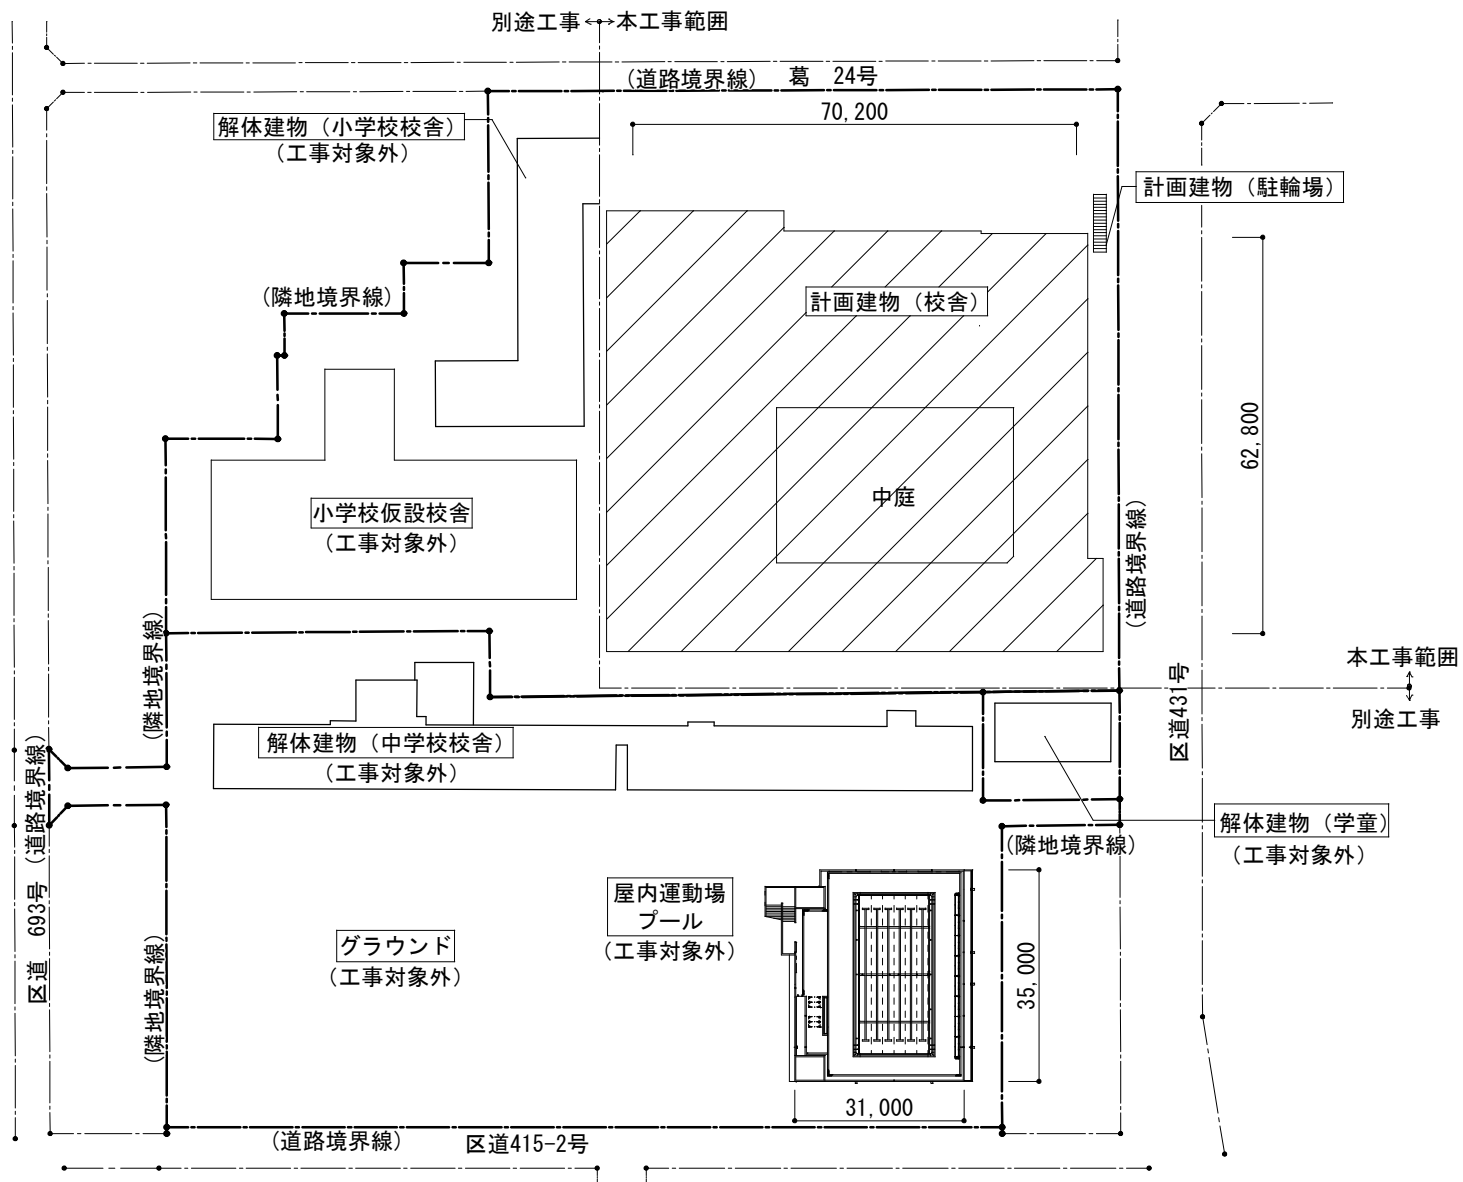 別途工事 本工事範囲
(道路境界線) 葛 24号
70,200
解体建物（小学校校舎）
（工事対象外）
計画建物（駐輪場）
(隣地境界線)
計画建物（校舎）
62,800
中庭
小学校仮設校舎
（工事対象外）
(道路境界線)
(隣地境界線)
本工事範囲
別途工事
区道431号
解体建物（中学校校舎）
（工事対象外）
区道 693号 (道路境界線)
解体建物（学童）
（工事対象外）
(隣地境界線)
屋内運動場
プール
（工事対象外）
グラウンド
（工事対象外）
(隣地境界線)
35,000
31,000
(道路境界線) 区道415-2号